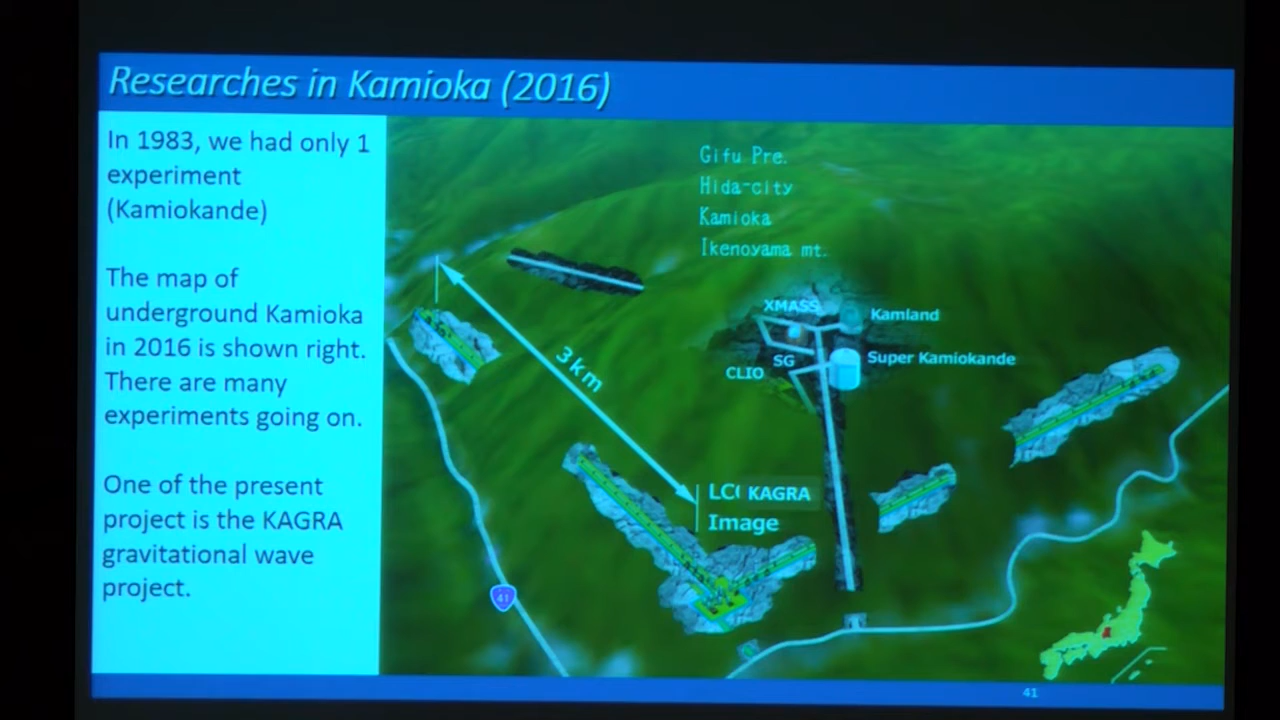 Researches in Kamioka (2016)
In 1983, we had only 1
experiment
(Kamiokande)
The map of
underground Kamioka
in 2016 is shown right.
There are many
experiments going on.
One of the present
project is the KAGRA
gravitational wave
project.
Gifu Pre.
Hida-city
Kamioka
Ikenoyama mt.
XMASS
Kamland
SG
Super Kamiokande
CLIO
3km
LC KAGRA
Image
41
41